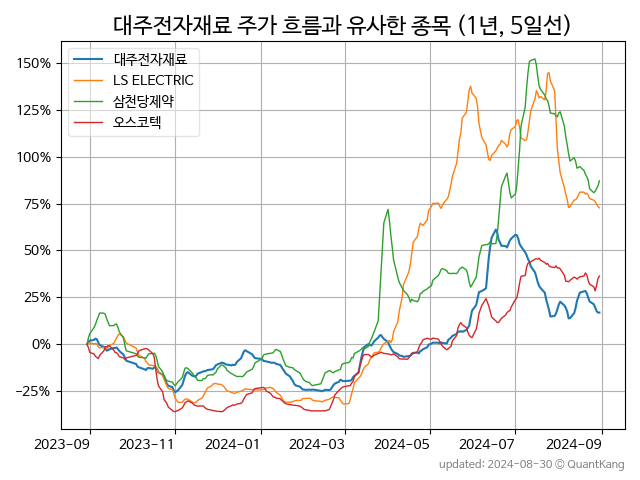 대주전자재료 주가 흐름과 유사한 종목 (1년, 5일선)
대주전자재료
LS ELECTRIC
삼천당제약
오스코텍
150%
125%
100%
75%
50%
25%
0%
−25%
2023-09 2023-11 2024-01 2024-03 2024-05 2024-07 2024-09
updated: 2024-08-30 © QuantKang